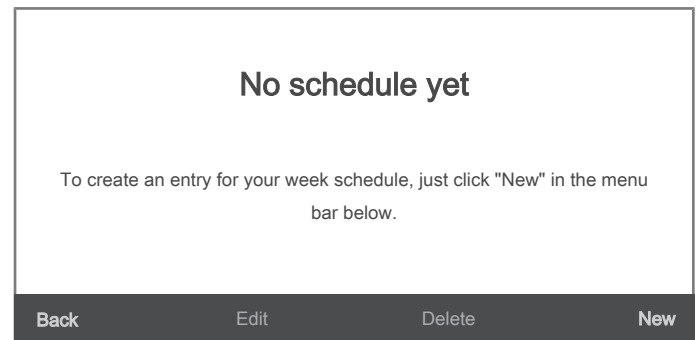 No schedule yet
To create an entry for your week schedule, just click "New" in the menu
bar below.
Back Edit Delete New